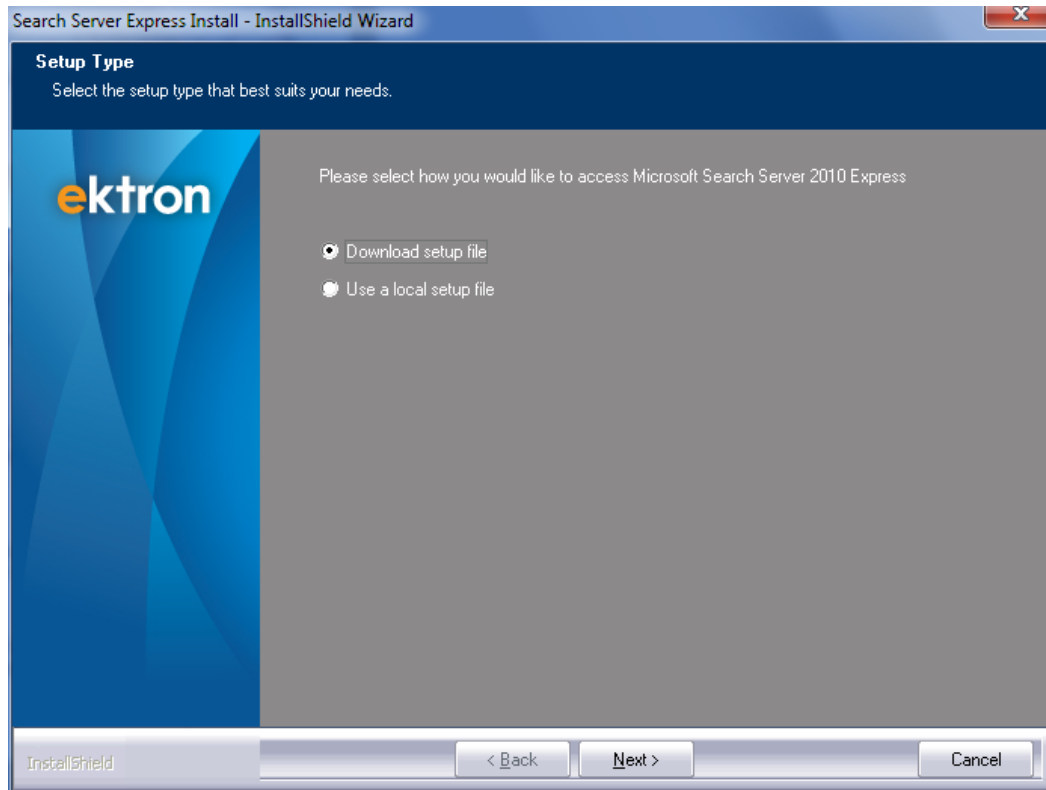 Search Server Express Install - InstallShield Wizard
Setup Type
Select the setup type that best suits your needs.
ektron
Please select how you would like to access Microsoft Search Server 2010 Express
Download setup file
Use a local setup file
InstallShield
< Back
Next >
Cancel